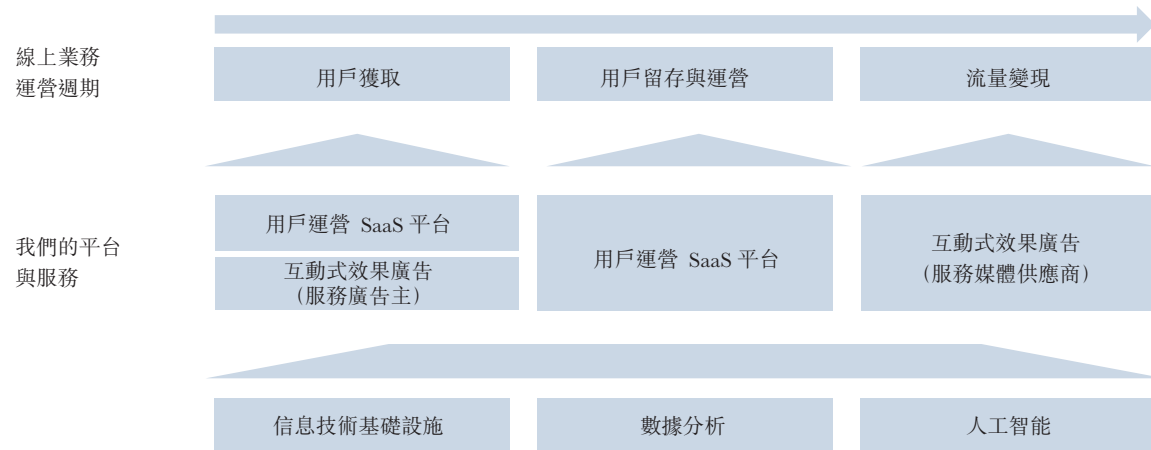 線上業務
運營週期
用戶獲取
用戶留存與運營
流量變現
我們的平台
與服務
用戶運營 SaaS 平台
互動式效果廣告
（服務廣告主）
用戶運營 SaaS 平台
互動式效果廣告
（服務媒體供應商）
信息技術基礎設施
數據分析
人工智能